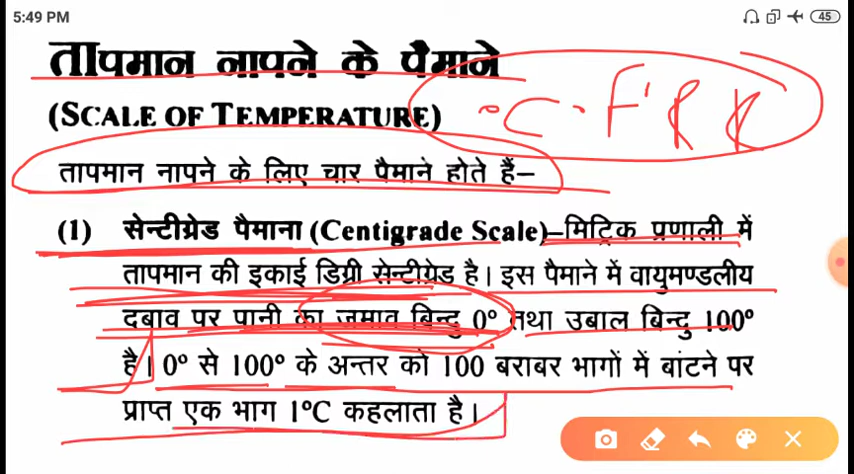 5:49 PM
45
तापमान नापने के पैमाने
(SCALE OF TEMPERATURE)
°C · F R K
तापमान नापने के लिए चार पैमाने होते हैं–
(1) सेन्टीग्रेड पैमाना (Centigrade Scale)–मिट्रिक प्रणाली में
तापमान की इकाई डिग्री सेन्टीग्रेड है। इस पैमाने में वायुमण्डलीय
दबाव पर पानी का जमाव बिन्दु 0° तथा उबाल बिन्दु 100°
है। 0° से 100° के अन्तर को 100 बराबर भागों में बांटने पर
प्राप्त एक भाग 1°C कहलाता है।